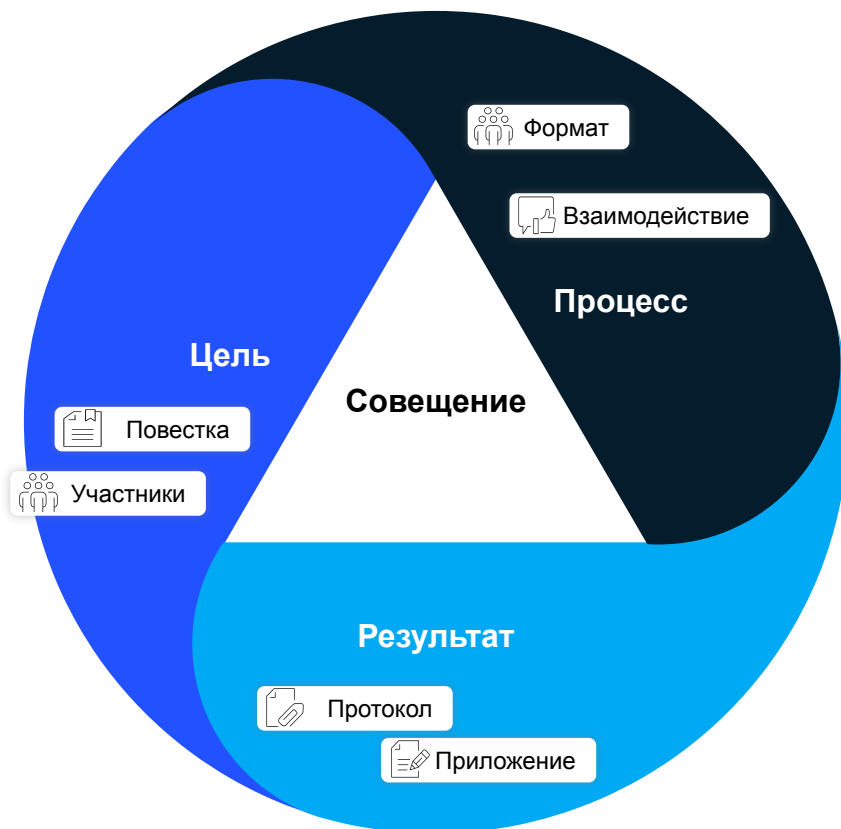 Формат
Взаимодействие
Процесс
Цель
Совещение
Повестка
Участники
Результат
Протокол
Приложение